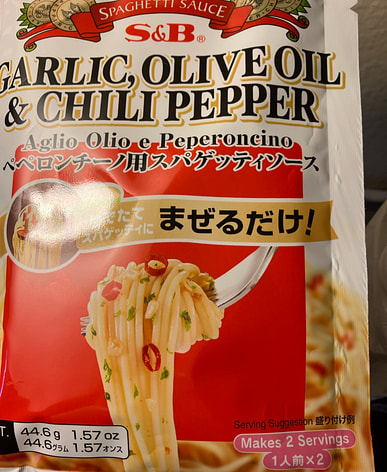 SPAGHETTI SAUCE
S&B®
GARLIC, OLIVE OIL
& CHILI PEPPER
Aglio Olio e Peperoncino
ペペロンチーノ用スパゲッティソース
スパゲッティに
まぜるだけ!
44.6g 1.57oz
44.6グラム 1.57オンス
Serving Suggestion 盛り付け例
Makes 2 Servings
1人前×2